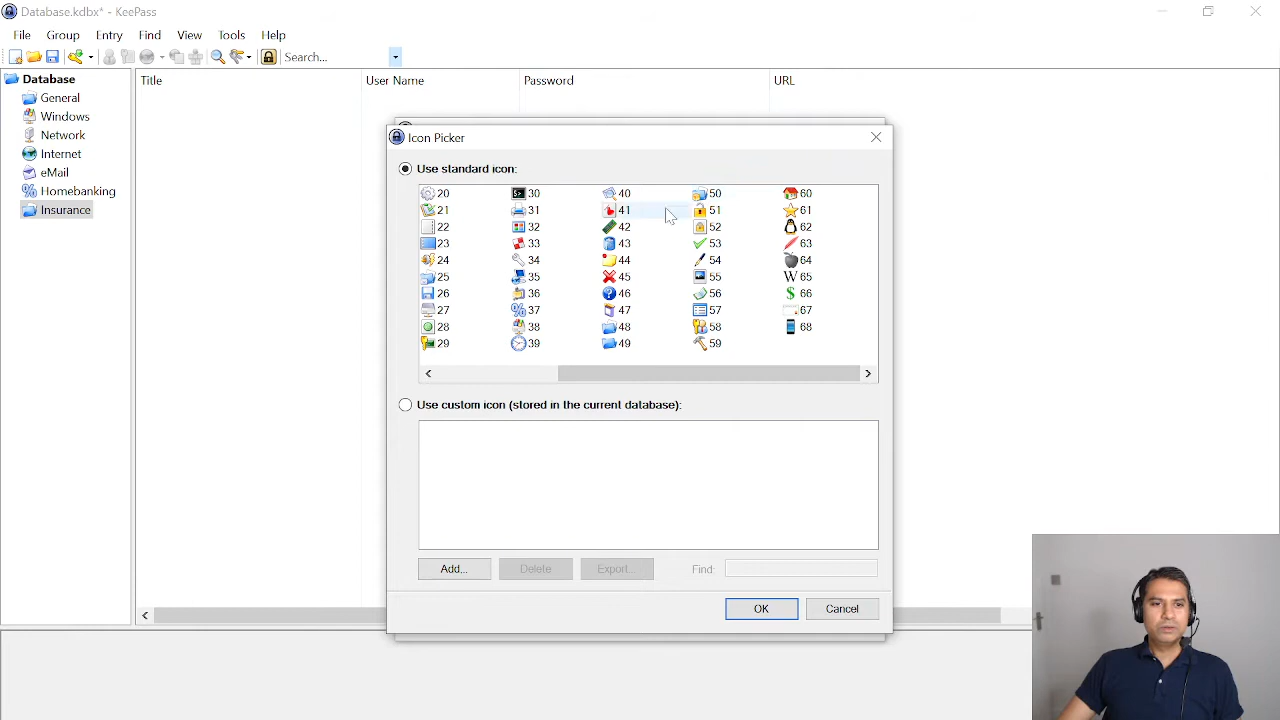 Database.kdbx* - KeePass
File Group Entry Find View Tools Help
Search...
Database
General
Windows
Network
Internet
eMail
Homebanking
Insurance
Title User Name Password URL
Icon Picker
Use standard icon:
20 30 40 50 60
21 31 41 51 61
22 32 42 52 62
23 33 43 53 63
24 34 44 54 64
25 35 45 55 W 65
26 36 46 56 $ 66
27 37 47 57 67
28 38 48 58 68
29 39 49 59
Use custom icon (stored in the current database):
Add... Delete Export... Find:
OK Cancel